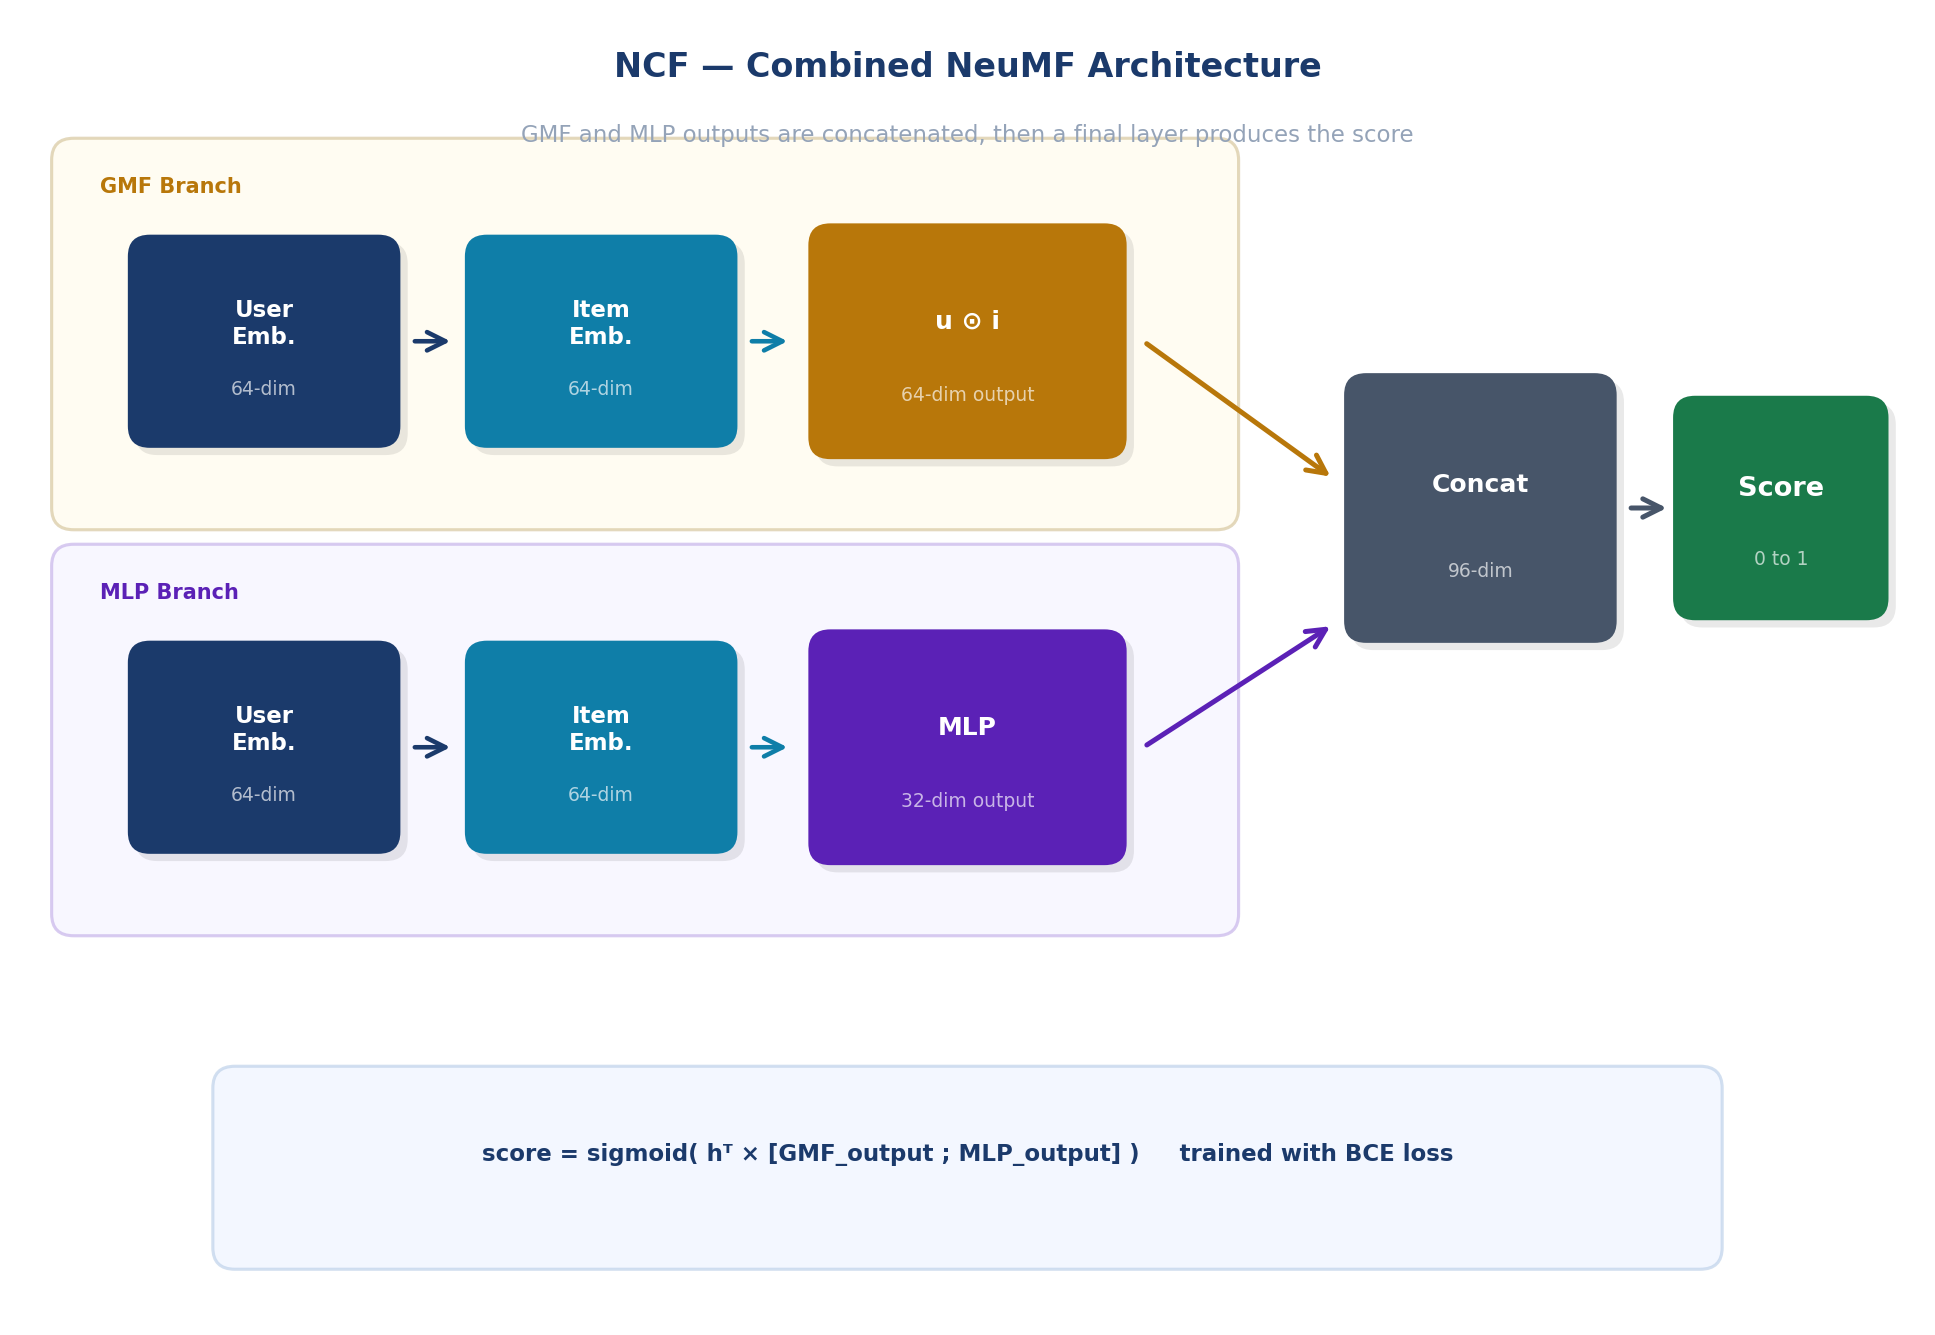 NCF — Combined NeuMF Architecture
GMF and MLP outputs are concatenated, then a final layer produces the score
GMF Branch
User
Emb.
64-dim
Item
Emb.
64-dim
u ⊙ i
64-dim output
MLP Branch
User
Emb.
64-dim
Item
Emb.
64-dim
MLP
32-dim output
Concat
96-dim
Score
0 to 1
score = sigmoid( hᵀ × [GMF_output ; MLP_output] )     trained with BCE loss